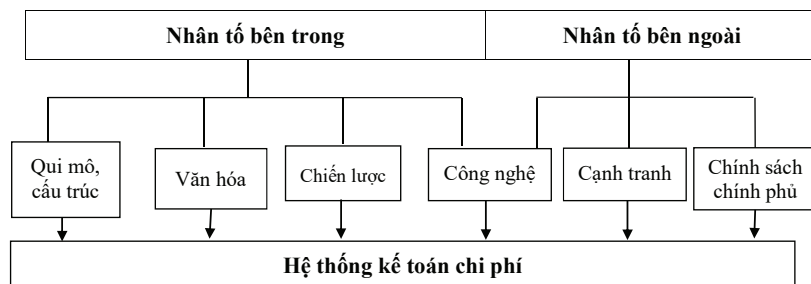 Nhân tố bên trong
Nhân tố bên ngoài
Qui mô,
cấu trúc
Văn hóa
Chiến lược
Công nghệ
Cạnh tranh
Chính sách
chính phủ
Hệ thống kế toán chi phí